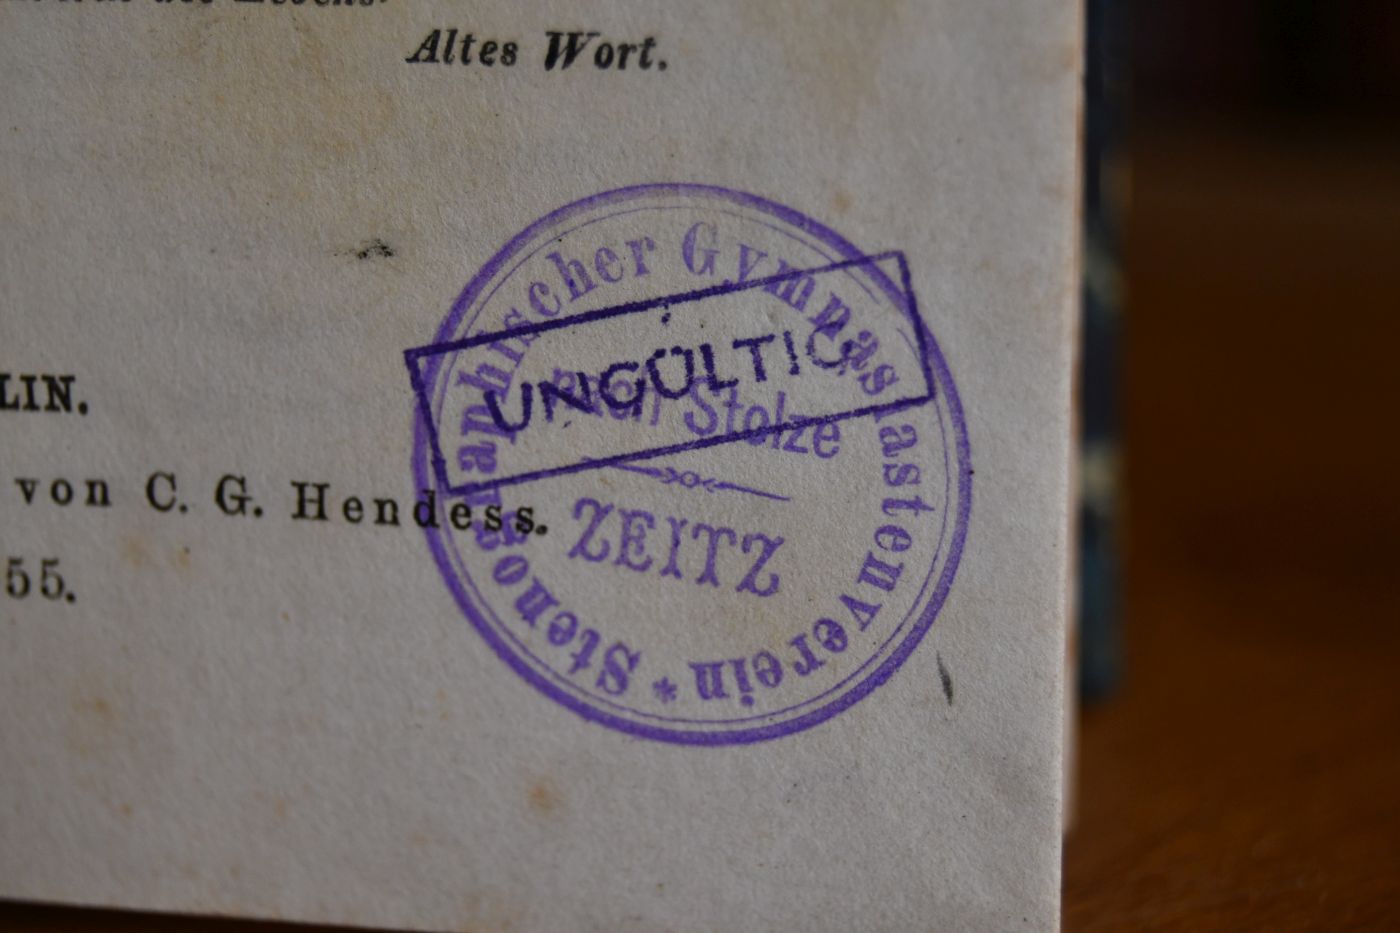 Altes Wort.
LIN.
von C. G. Hendess.
55.
Stenographischer Gymnasiastenverein *
Stolze
ZEITZ
UNGÜLTIG